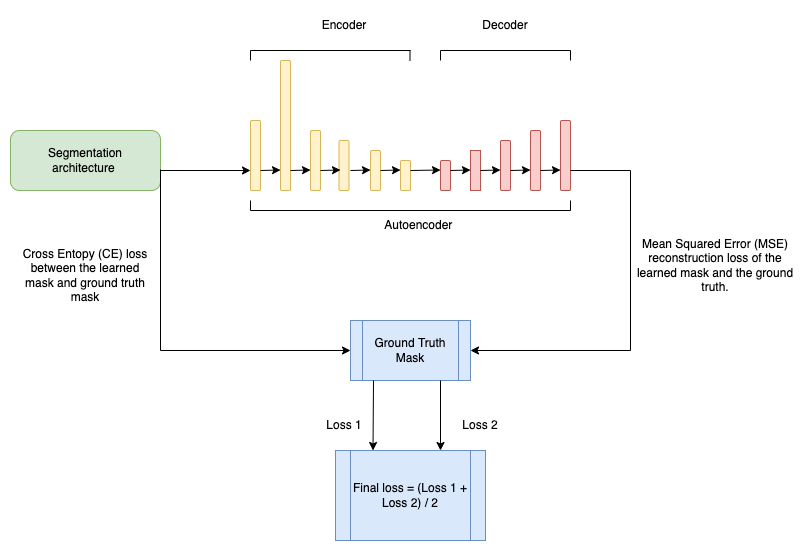 Encoder
Decoder
Segmentation
architecture
Autoencoder
Cross Entopy (CE) loss
between the learned
mask and ground truth
mask
Mean Squared Error (MSE)
reconstruction loss of the
learned mask and the ground
truth.
Ground Truth
Mask
Loss 1
Loss 2
Final loss = (Loss 1 +
Loss 2) / 2